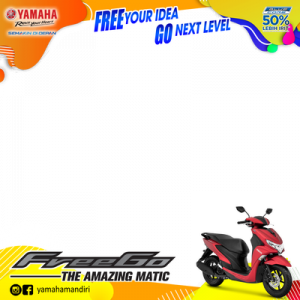 YAMAHA
Revs Your Heart
SEMAKIN DI DEPAN
FREE YOUR IDEA
GO NEXT LEVEL
50%
LEBIH IRIT
FreeGo
THE AMAZING MATIC
yamahamandiri